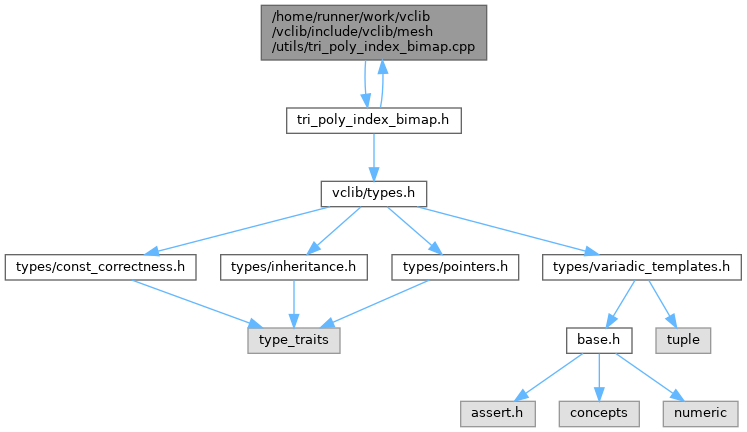 /home/runner/work/vclib
/vclib/include/vclib/mesh
/utils/tri_poly_index_bimap.cpp
tri_poly_index_bimap.h
vclib/types.h
types/const_correctness.h
types/inheritance.h
types/pointers.h
types/variadic_templates.h
type_traits
base.h
tuple
assert.h
concepts
numeric